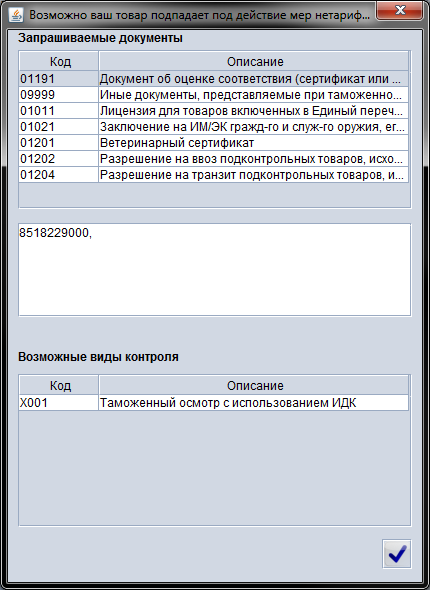 Возможно ваш товар подпадает под действие мер нетариф...
Запрашиваемые документы
Код Описание
01191 Документ об оценке соответствия (сертификат или ...
09999 Иные документы, представляемые при таможенно...
01011 Лицензия для товаров включенных в Единый переч...
01021 Заключение на ИМ/ЭК гражд-го и служ-го оружия, ег...
01201 Ветеринарный сертификат
01202 Разрешение на ввоз подконтрольных товаров, исхо...
01204 Разрешение на транзит подконтрольных товаров, и...
8518229000,
Возможные виды контроля
Код Описание
X001 Таможенный осмотр с использованием ИДК